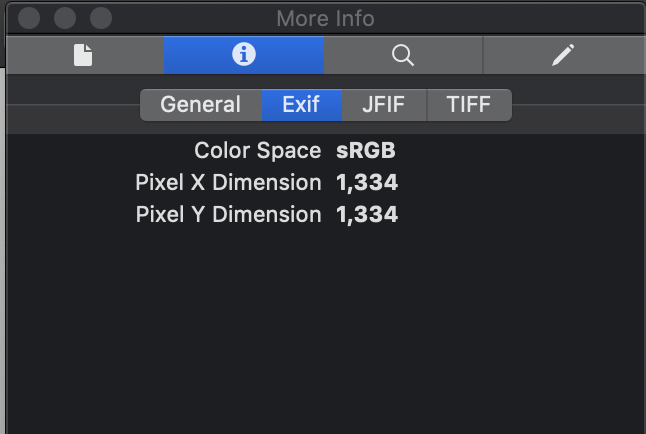 More Info
General Exif JFIF TIFF
Color Space sRGB
Pixel X Dimension 1,334
Pixel Y Dimension 1,334